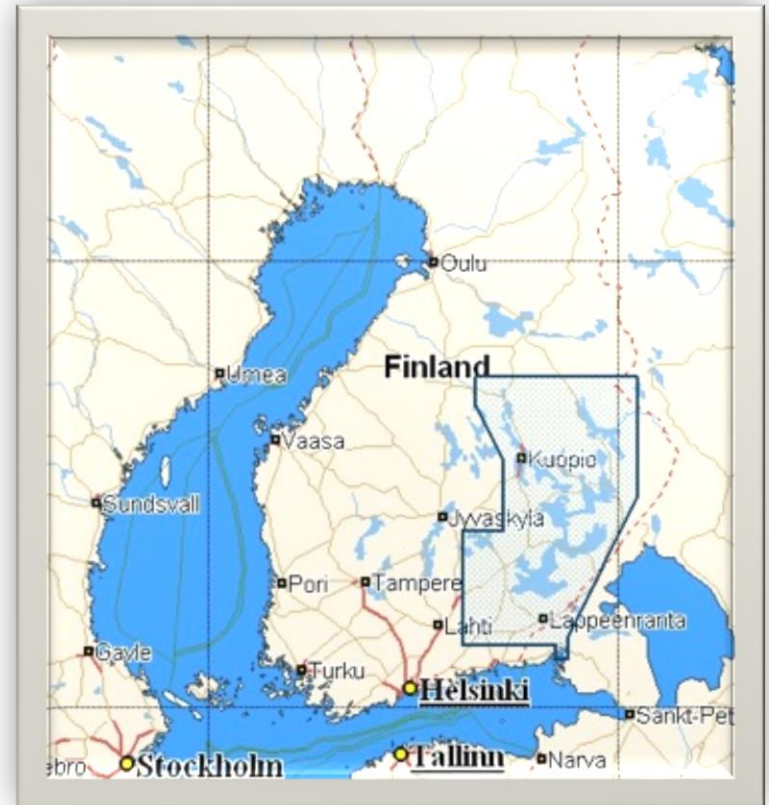 Oulu
Finland
Umea
Vaasa
Kuopio
Sundsvall
Jyvaskyla
Pori
Tampere
Lahti
Lappeenranta
Gavle
Turku
Helsinki
Sankt-Pet
Tallinn
Narva
ebro
Stockholm